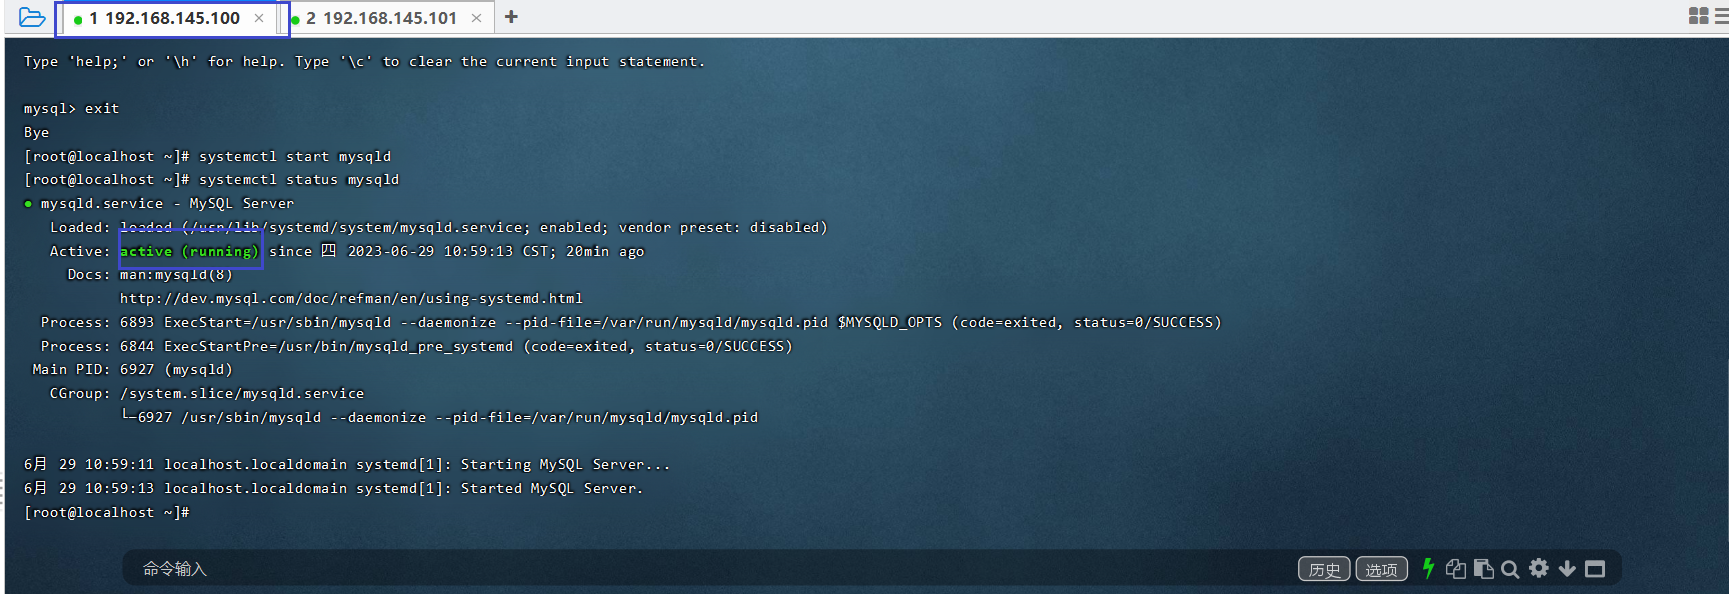 1 192.168.145.100 × 2 192.168.145.101 × +
Type 'help;' or '\h' for help. Type '\c' to clear the current input statement.
mysql> exit
Bye
[root@localhost ~]# systemctl start mysqld
[root@localhost ~]# systemctl status mysqld
● mysqld.service - MySQL Server
Loaded: loaded (/usr/lib/systemd/system/mysqld.service; enabled; vendor preset: disabled)
Active: active (running) since 四 2023-06-29 10:59:13 CST; 20min ago
Docs: man:mysqld(8)
http://dev.mysql.com/doc/refman/en/using-systemd.html
Process: 6893 ExecStart=/usr/sbin/mysqld --daemonize --pid-file=/var/run/mysqld/mysqld.pid $MYSQLD_OPTS (code=exited, status=0/SUCCESS)
Process: 6844 ExecStartPre=/usr/bin/mysqld_pre_systemd (code=exited, status=0/SUCCESS)
Main PID: 6927 (mysqld)
CGroup: /system.slice/mysqld.service
└─6927 /usr/sbin/mysqld --daemonize --pid-file=/var/run/mysqld/mysqld.pid
6月 29 10:59:11 localhost.localdomain systemd[1]: Starting MySQL Server...
6月 29 10:59:13 localhost.localdomain systemd[1]: Started MySQL Server.
[root@localhost ~]#
命令输入 历史 选项